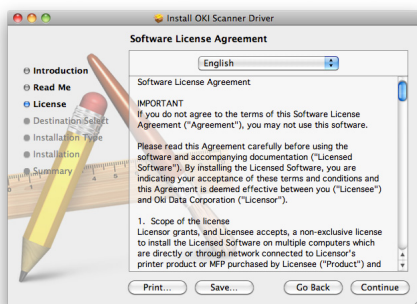 Install OKI Scanner Driver
Software License Agreement
English
Introduction
Read Me
License
Destination Select
Installation Type
Installation
Summary
Software License Agreement
IMPORTANT
If you do not agree to the terms of this Software License
Agreement ("Agreement"), you may not use this software.
Please read this Agreement carefully before using the
software and accompanying documentation ("Licensed
Software"). By installing the Licensed Software, you are
indicating your acceptance of these terms and conditions and
this Agreement is deemed effective between you ("Licensee")
and Oki Data Corporation ("Licensor").
1. Scope of the license
Licensor grants, and Licensee accepts, a non-exclusive license
to install the Licensed Software on multiple computers which
are directly or through network connected to Licensor's
printer product or MFP purchased by Licensee ("Product") and
Print...
Save...
Go Back
Continue